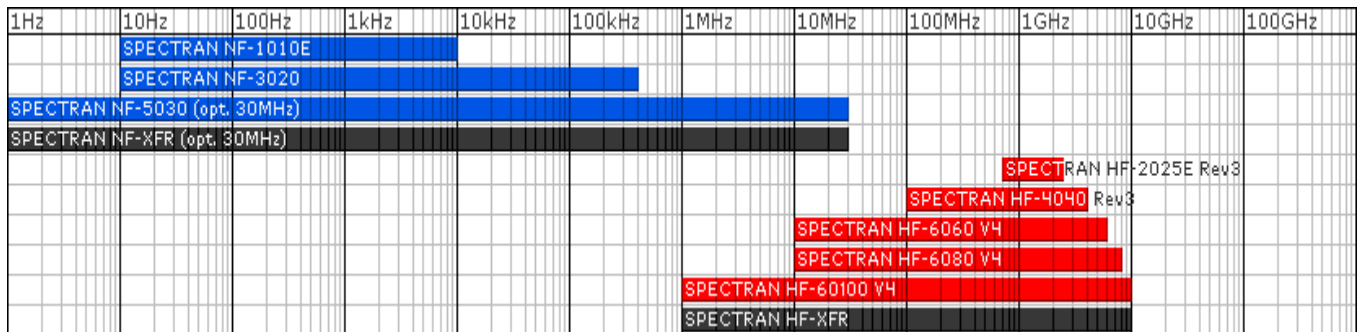 1Hz 10Hz 100Hz 1kHz 10kHz 100kHz 1MHz 10MHz 100MHz 1GHz 10GHz 100GHz
SPECTRAN NF-1010E
SPECTRAN NF-3020
SPECTRAN NF-5030 (opt. 30MHz)
SPECTRAN NF-XFR (opt. 30MHz)
SPECTRAN HF-2025E Rev3
SPECTRAN HF-4040 Rev3
SPECTRAN HF-6060 V4
SPECTRAN HF-6080 V4
SPECTRAN HF-60100 V4
SPECTRAN HF-XFR